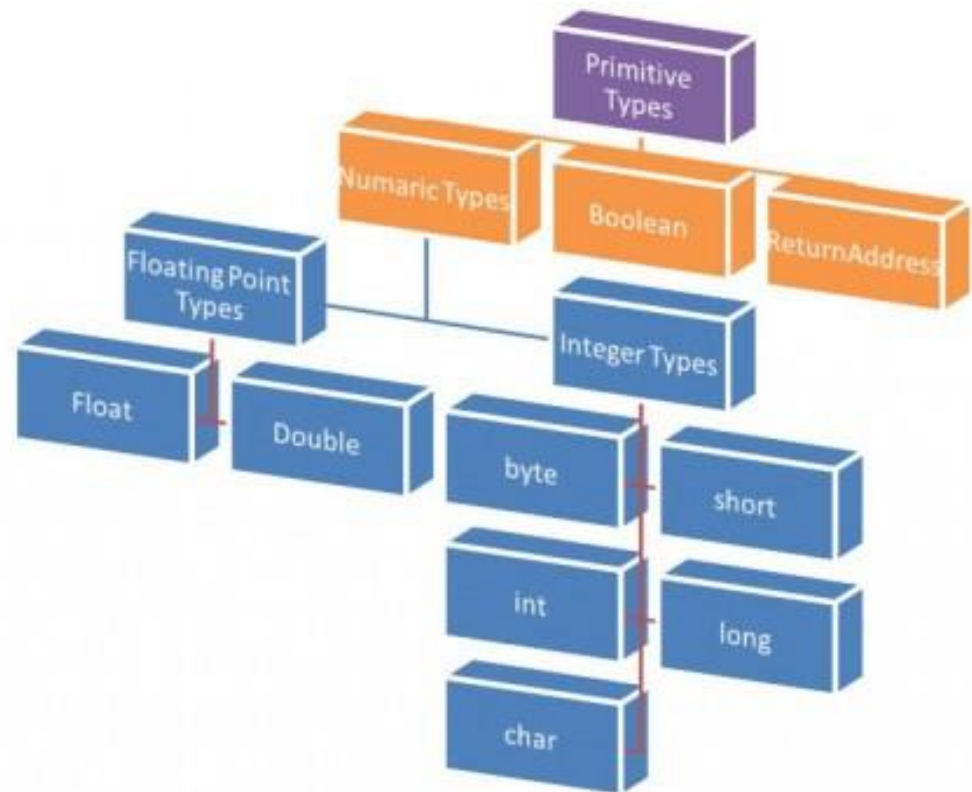 Primitive
Types
Numaric Types
Boolean
ReturnAddress
Floating Point
Types
Integer Types
Float
Double
byte
short
int
long
char